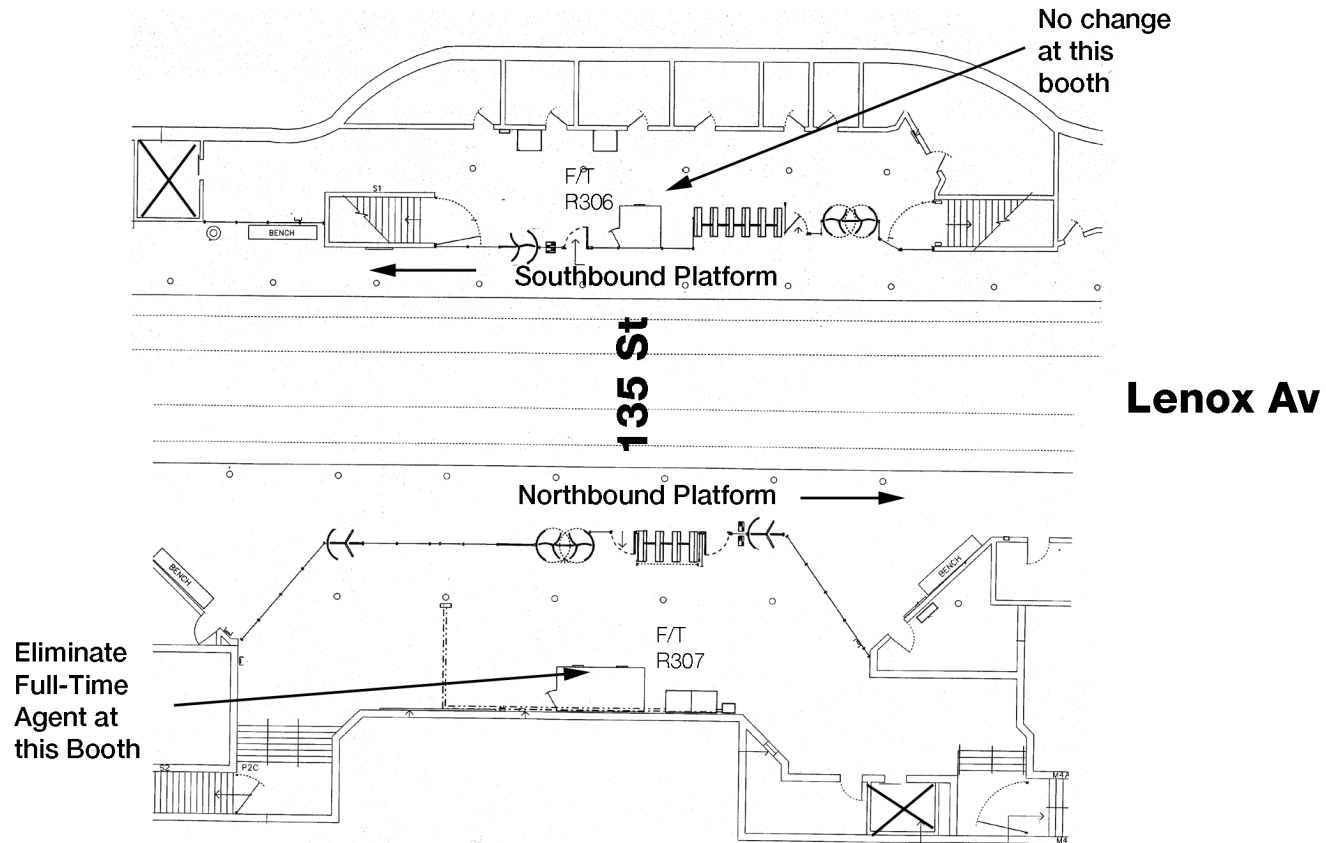 No change
at this
booth
F/T
R306
S1
BENCH
Southbound Platform
135 St
Lenox Av
Northbound Platform
BENCH
BENCH
F/T
R307
Eliminate
Full-Time
Agent at
this Booth
S2
P2C
M4A
M4